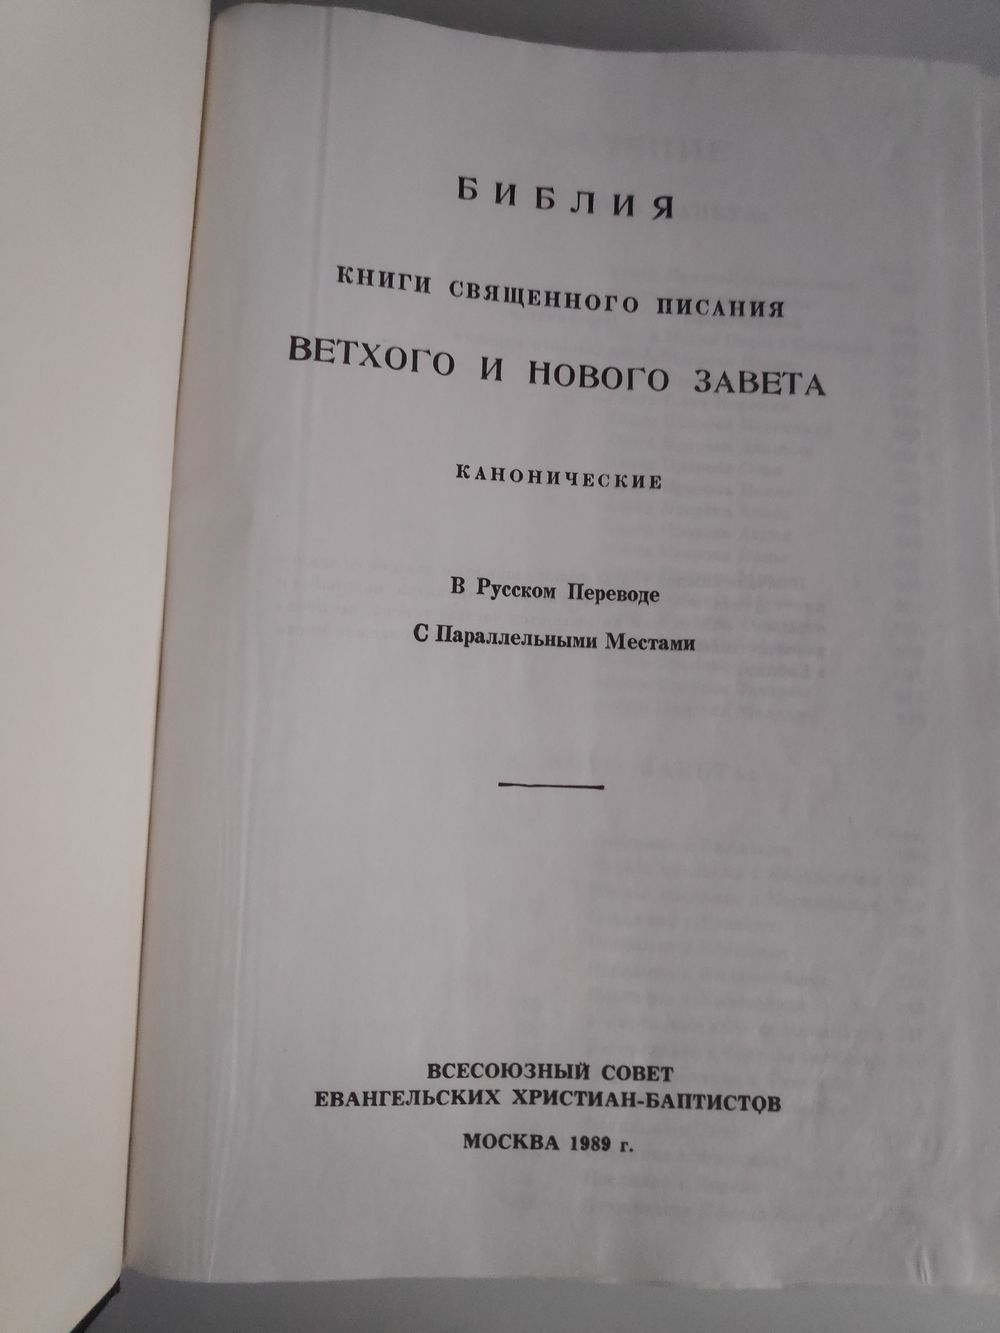 БИБЛИЯ
КНИГИ СВЯЩЕННОГО ПИСАНИЯ
ВЕТХОГО И НОВОГО ЗАВЕТА
КАНОНИЧЕСКИЕ
В Русском Переводе
С Параллельными Местами
ВСЕСОЮЗНЫЙ СОВЕТ
ЕВАНГЕЛЬСКИХ ХРИСТИАН-БАПТИСТОВ
МОСКВА 1989 г.